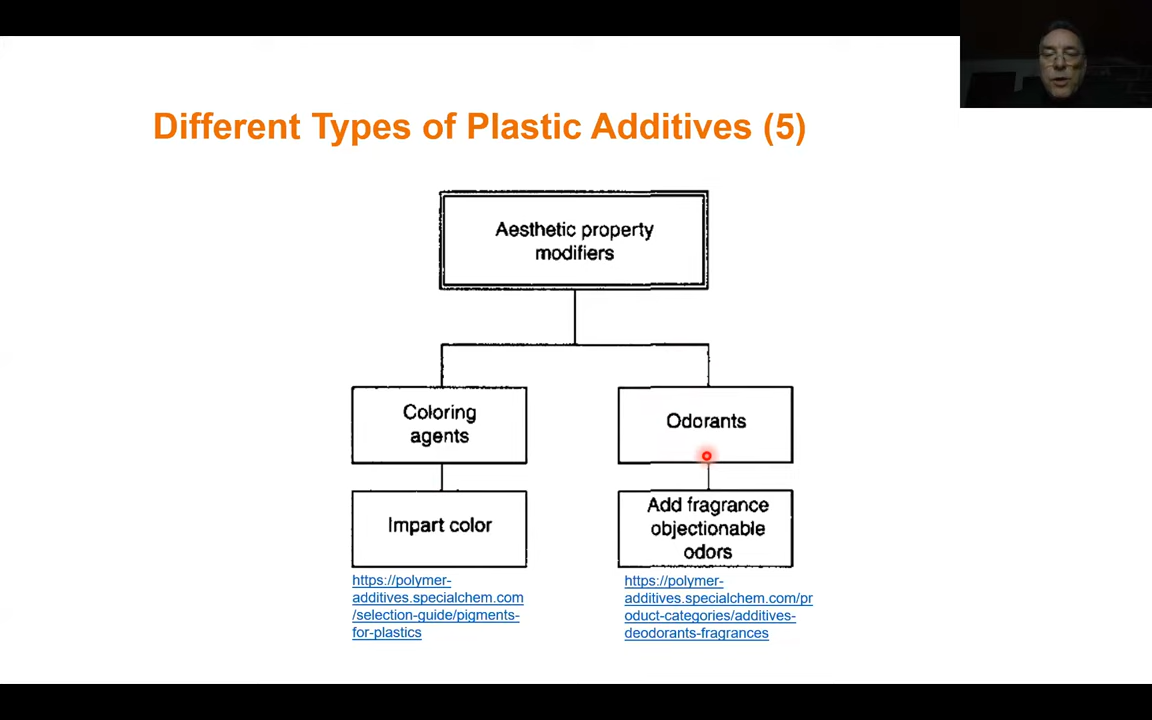 Different Types of Plastic Additives (5)
Aesthetic property
modifiers
Coloring
agents
Odorants
Impart color
Add fragrance
objectionable
odors
https://polymer-
additives.specialchem.com
/selection-guide/pigments-
for-plastics
https://polymer-
additives.specialchem.com/pr
oduct-categories/additives-
deodorants-fragrances